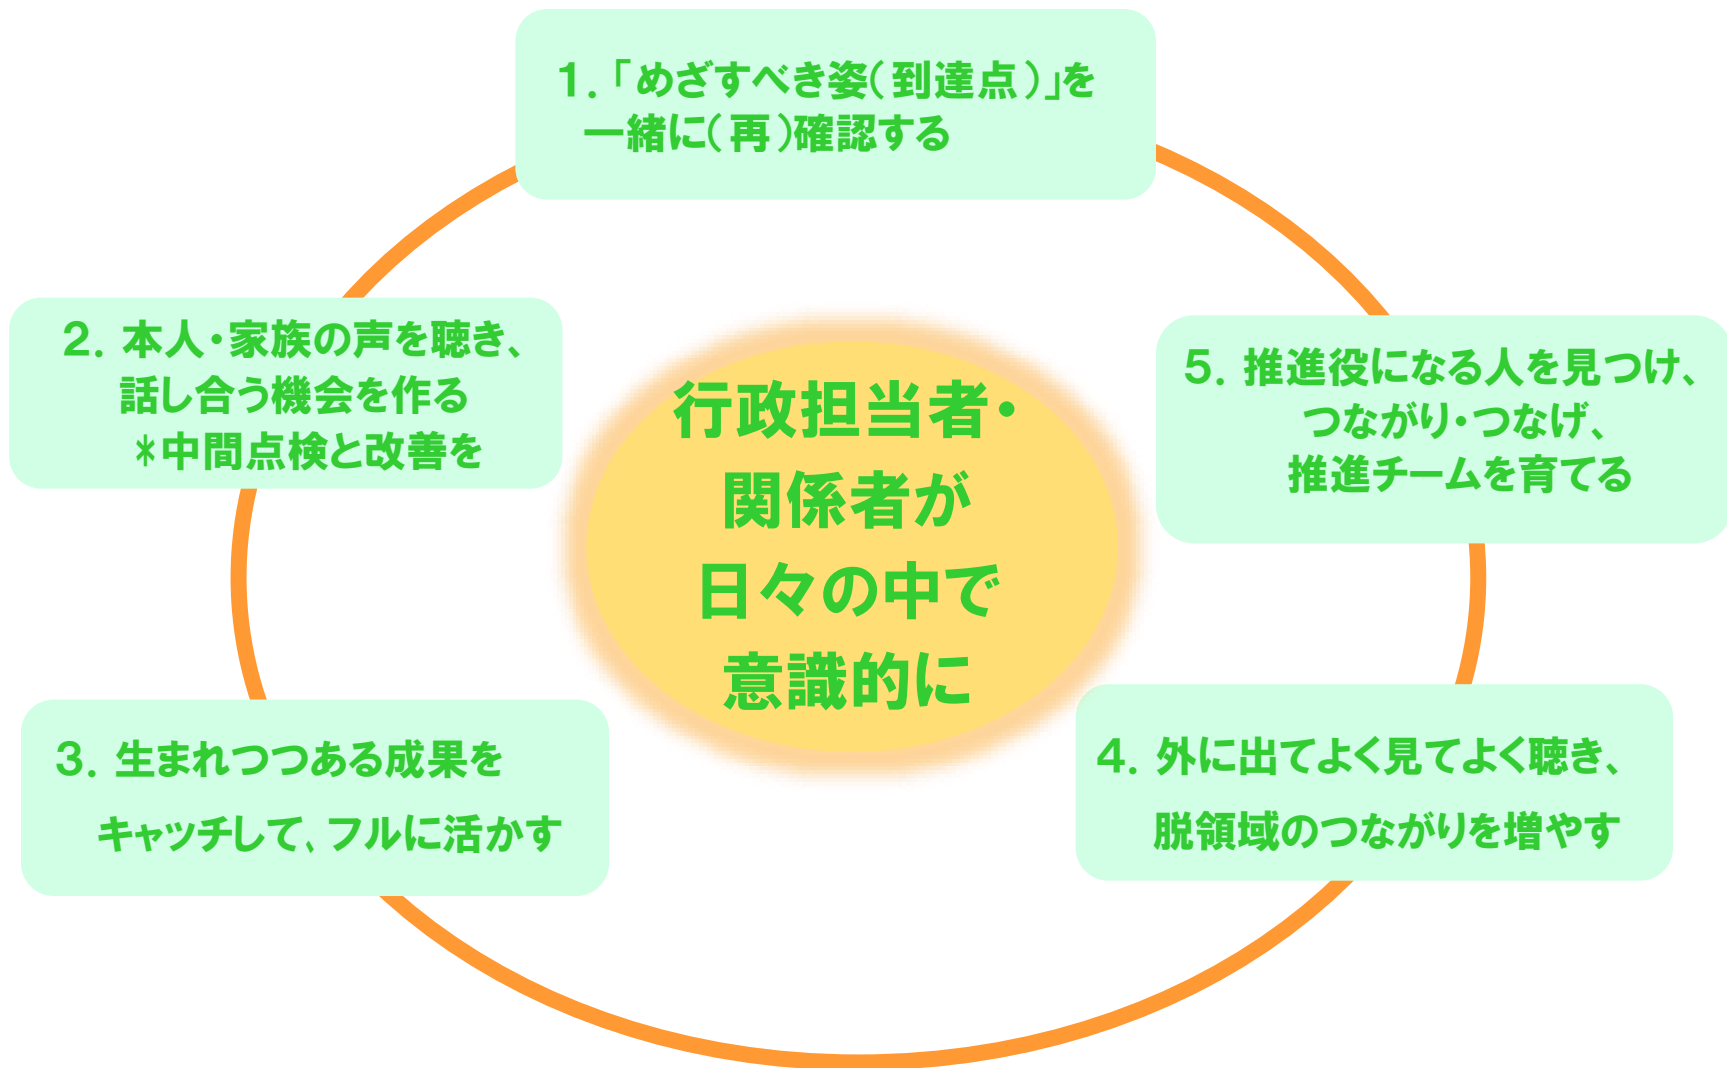 １．「めざすべき姿（到達点）」を
一緒に（再）確認する
２．本人・家族の声を聴き、
話し合う機会を作る
＊中間点検と改善を
３．生まれつつある成果を
キャッチして、フルに活かす
４．外に出てよく見てよく聴き、
脱領域のつながりを増やす
５．推進役になる人を見つけ、
つながり・つなげ、
推進チームを育てる
行政担当者・
関係者が
日々の中で
意識的に